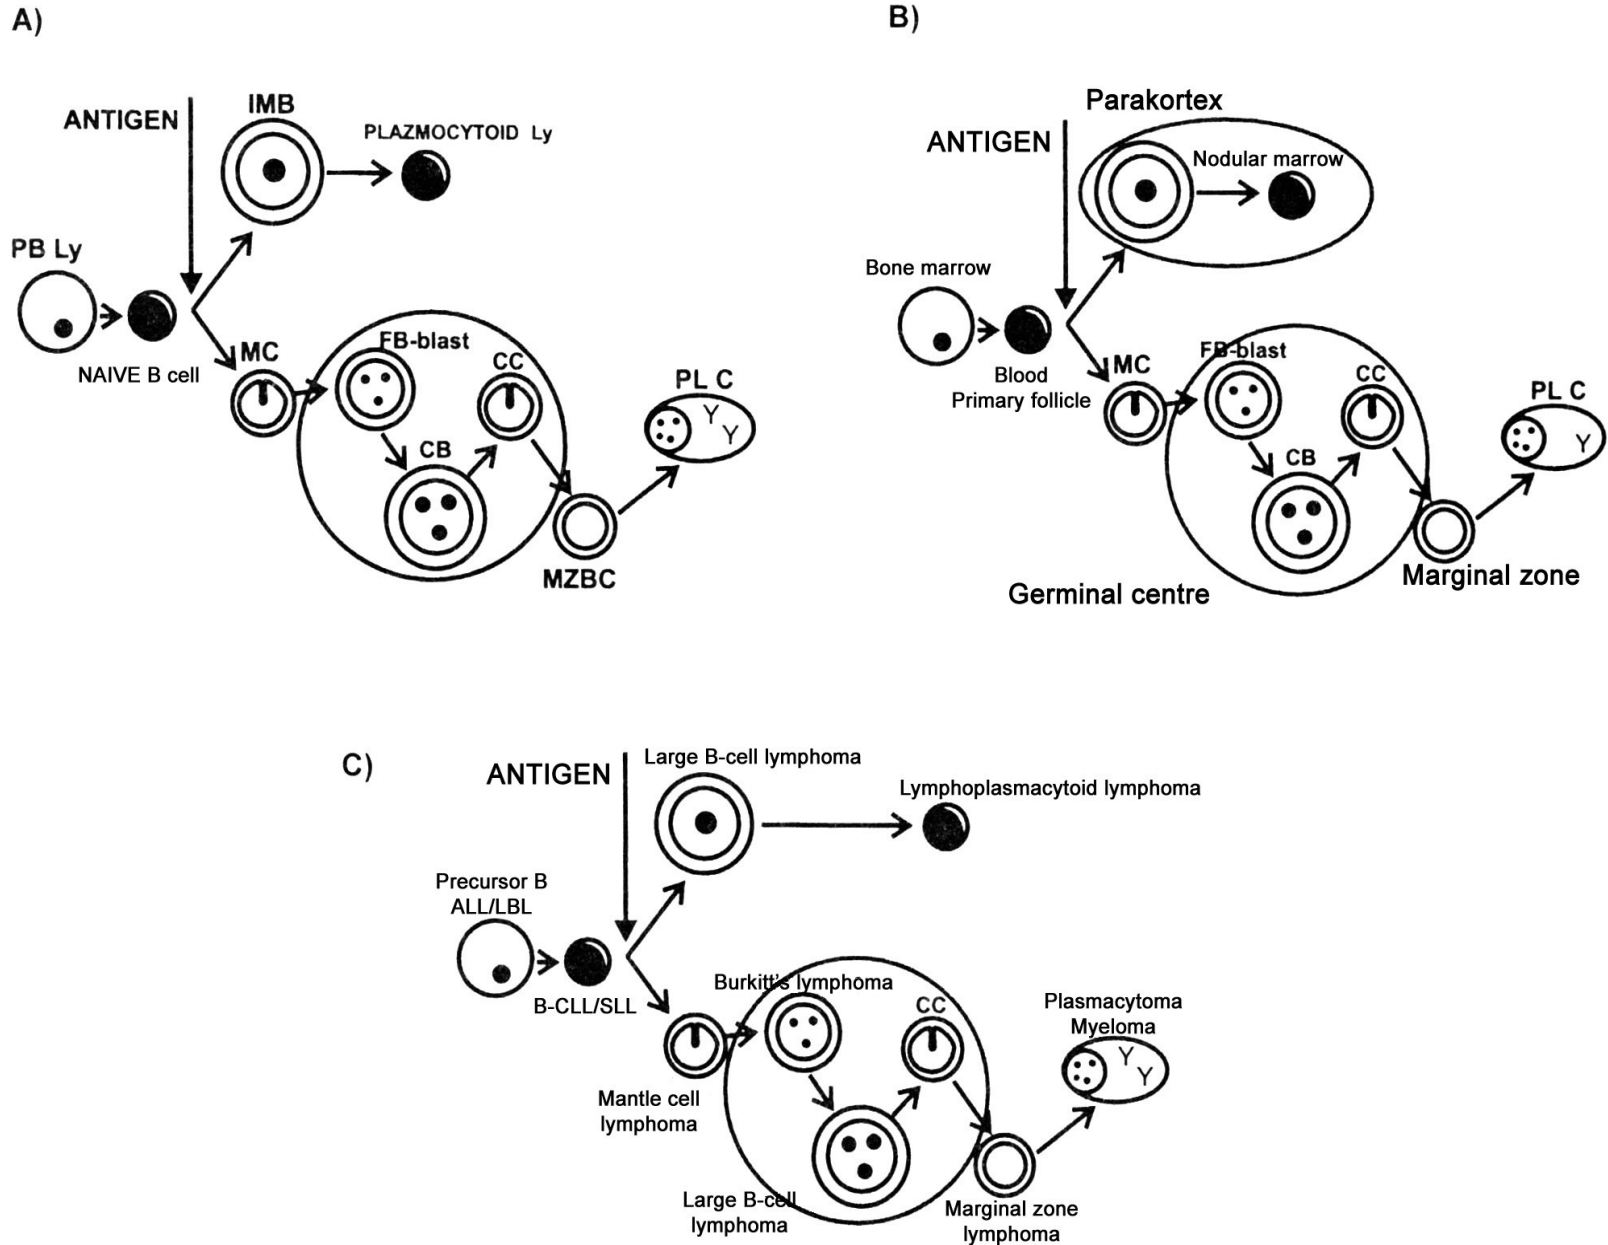 A)
ANTIGEN
IMB
PLAZMOCYTOID Ly
PB Ly
NAIVE B cell
MC
FB-blast
CC
CB
PL C
Y
Y
MZBC
B)
Parakortex
ANTIGEN
Nodular marrow
Bone marrow
Blood
Primary follicle
MC
FB-blast
CC
CB
PL C
Y
Germinal centre
Marginal zone
C)
ANTIGEN
Large B-cell lymphoma
Lymphoplasmacytoid lymphoma
Precursor B
ALL/LBL
B-CLL/SLL
Burkitt's lymphoma
CC
Plasmacytoma
Myeloma
Y
Y
Mantle cell
lymphoma
Large B-cell
lymphoma
Marginal zone
lymphoma